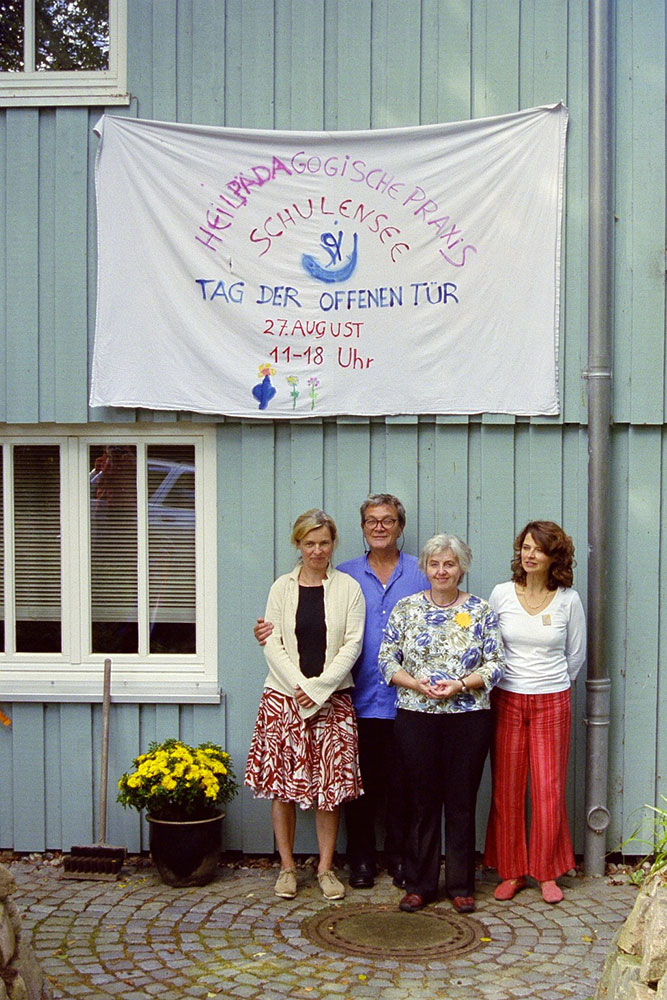 HEILPÄDAGOGISCHE PRAXIS
SCHULENSEE
TAG DER OFFENEN TÜR
27. AUGUST
11-18 Uhr